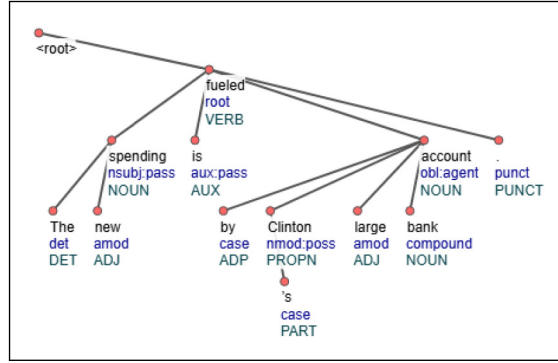 <root>
fueled
root
VERB
spending
nsubj:pass
NOUN
is
aux:pass
AUX
account
obl:agent
NOUN
.
punct
PUNCT
The
det
DET
new
amod
ADJ
by
case
ADP
Clinton
nmod:poss
PROPN
large
amod
ADJ
bank
compound
NOUN
's
case
PART